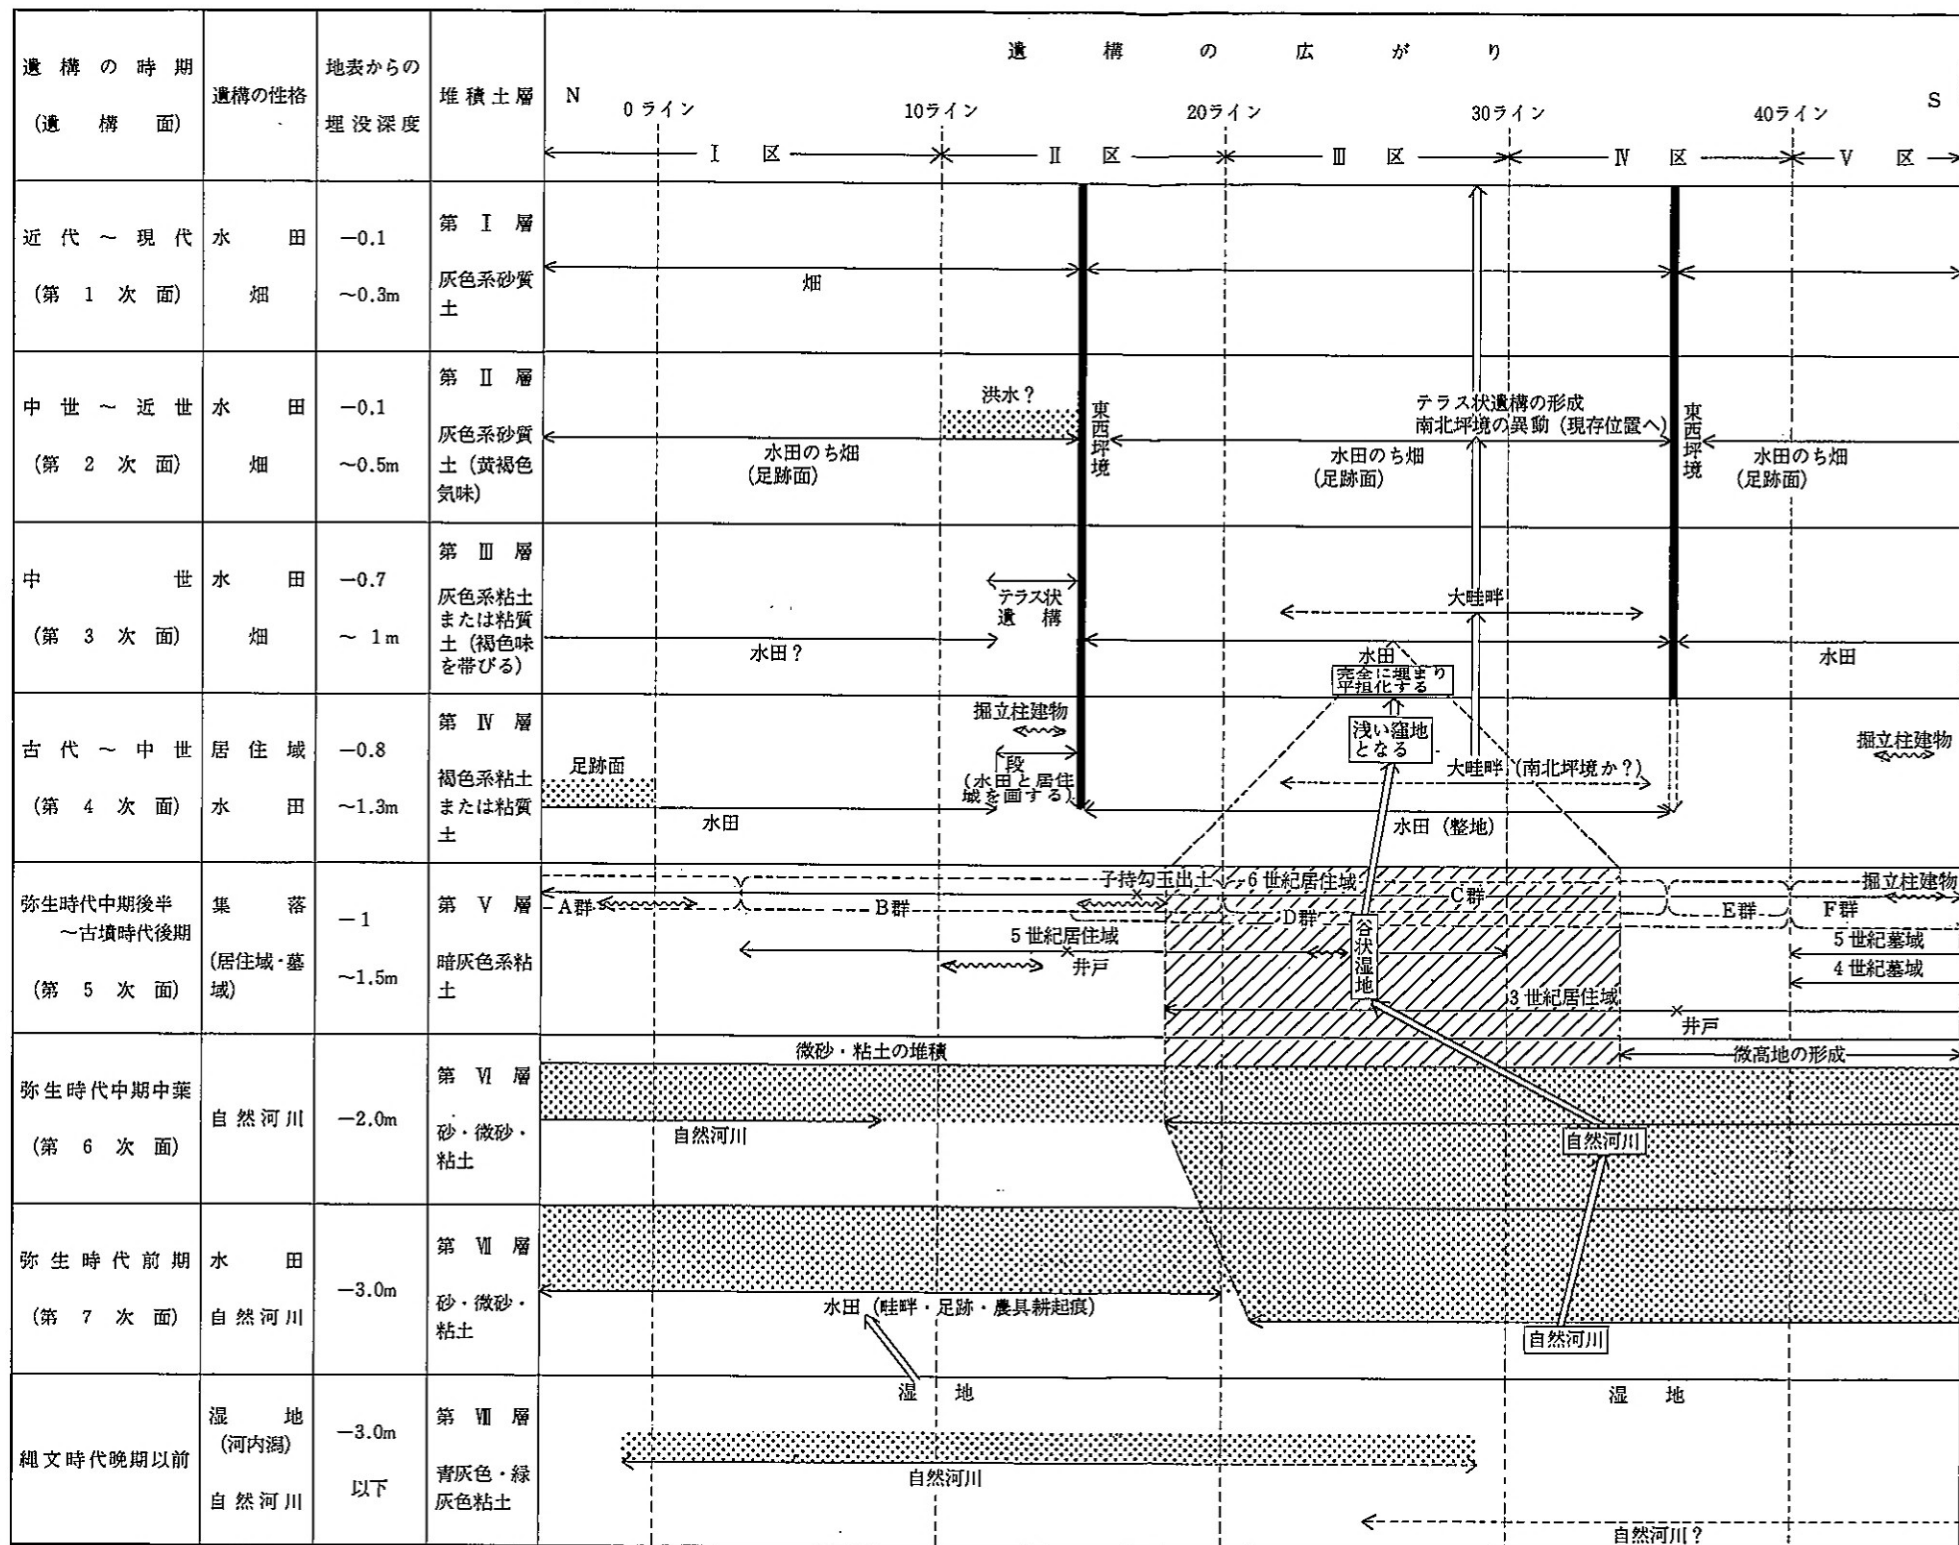 遺構の時期
(遺構面)
遺構の性格
地表からの
埋没深度
堆積土層
遺構の広がり
N
S
0ライン
10ライン
20ライン
30ライン
40ライン
Ⅰ区
Ⅱ区
Ⅲ区
Ⅳ区
Ⅴ区
近代～現代
(第1次面)
水田
畑
－0.1
～0.3m
第Ⅰ層
灰色系砂質
土
畑
中世～近世
(第2次面)
水田
畑
－0.1
～0.5m
第Ⅱ層
灰色系砂質
土(黄褐色
気味)
洪水？
水田のち畑
(足跡面)
東西坪境
テラス状遺構の形成
南北坪境の異動(現存位置へ)
水田のち畑
(足跡面)
東西坪境
水田のち畑
(足跡面)
中世
(第3次面)
水田
畑
－0.7
～1m
第Ⅲ層
灰色系粘土
または粘質
土(褐色味
を帯びる)
テラス状
遺構
水田？
大畦畔
水田
完全に埋まり
平担化する
水田
古代～中世
(第4次面)
居住域
水田
－0.8
～1.3m
第Ⅳ層
褐色系粘土
または粘質
土
足跡面
水田
掘立柱建物
段
(水田と居住
域を画する)
浅い窪地
となる
大畦畔(南北坪境か？)
水田(整地)
掘立柱建物
弥生時代中期後半
～古墳時代後期
(第5次面)
集落
(居住域・墓
域)
－1
～1.5m
第Ⅴ層
暗灰色系粘
土
子持勾玉出土
6世紀居住域
掘立柱建物
A群
B群
C群
D群
E群
F群
5世紀居住域
井戸
谷状湿地
5世紀墓域
4世紀墓域
3世紀居住域
井戸
弥生時代中期中葉
(第6次面)
自然河川
－2.0m
第Ⅵ層
砂・微砂・
粘土
微砂・粘土の堆積
微高地の形成
自然河川
自然河川
弥生時代前期
(第7次面)
水田
自然河川
－3.0m
第Ⅶ層
砂・微砂・
粘土
水田(畦畔・足跡・農具耕起痕)
自然河川
縄文時代晩期以前
湿地
(河内潟)
自然河川
－3.0m
以下
第Ⅷ層
青灰色・緑
灰色粘土
湿地
湿地
自然河川
自然河川？